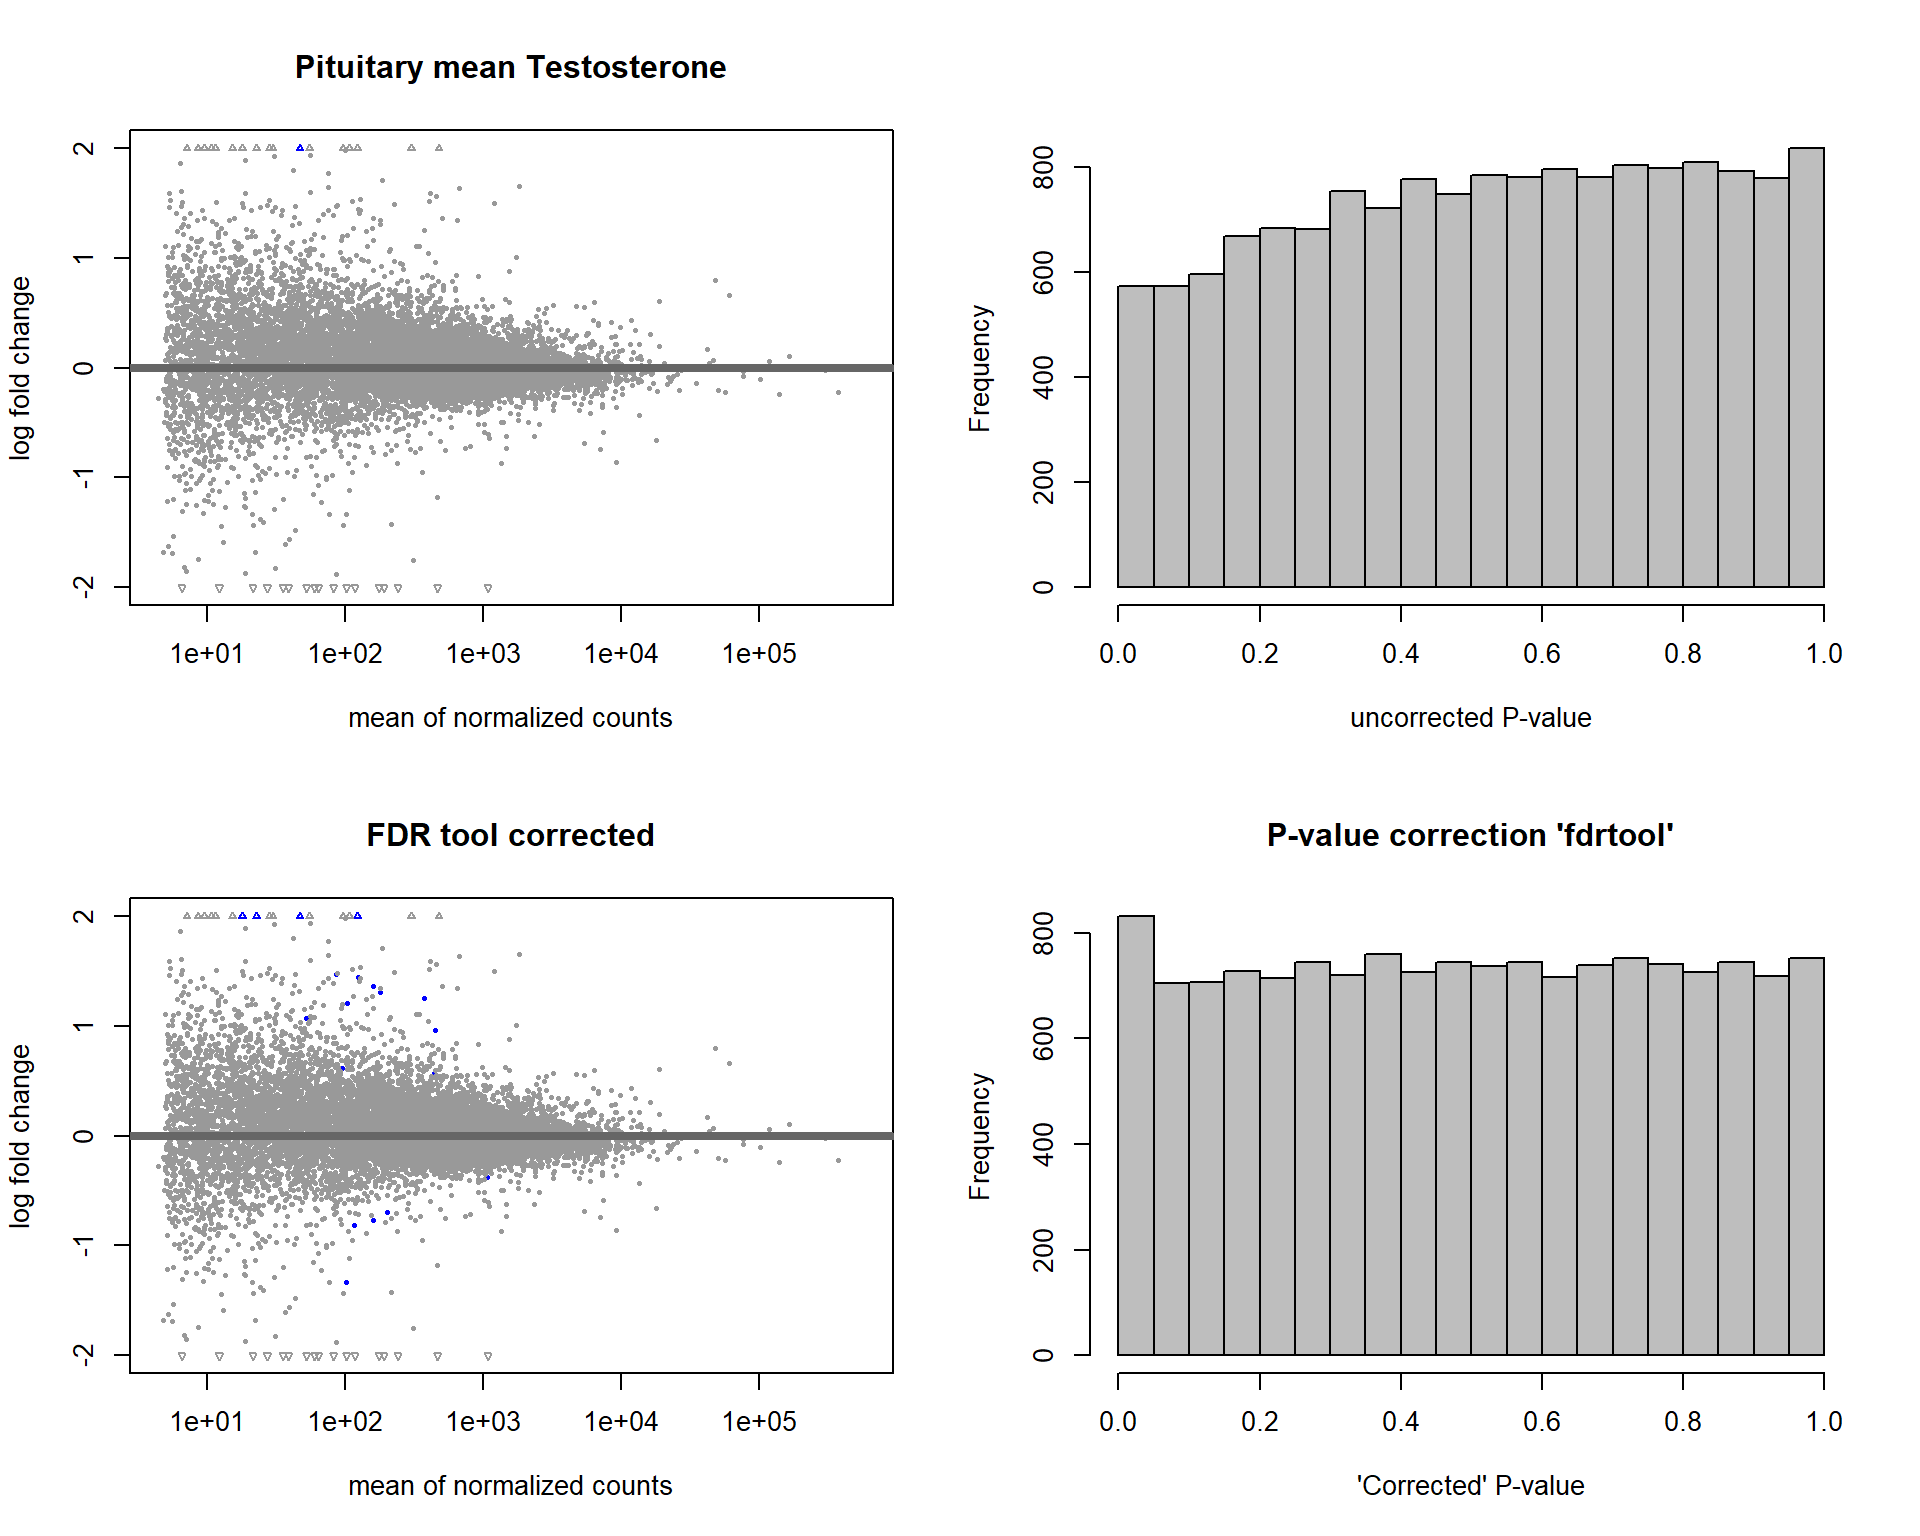 Pituitary mean Testosterone
log fold change
2
1
0
-1
-2
1e+01 1e+02 1e+03 1e+04 1e+05
mean of normalized counts
Frequency
800
600
400
200
0
0.0 0.2 0.4 0.6 0.8 1.0
uncorrected P-value
FDR tool corrected
log fold change
2
1
0
-1
-2
1e+01 1e+02 1e+03 1e+04 1e+05
mean of normalized counts
P-value correction 'fdrtool'
Frequency
800
600
400
200
0
0.0 0.2 0.4 0.6 0.8 1.0
'Corrected' P-value